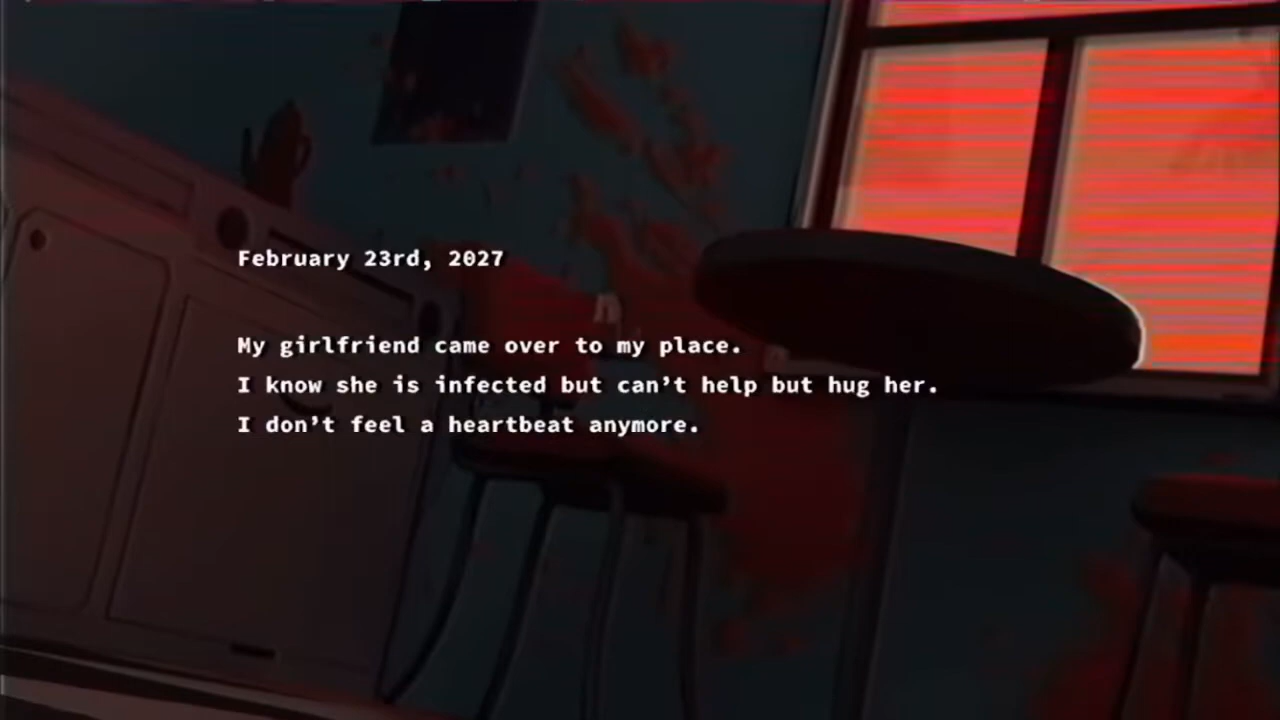 February 23rd, 2027
My girlfriend came over to my place.
I know she is infected but can’t help but hug her.
I don’t feel a heartbeat anymore.